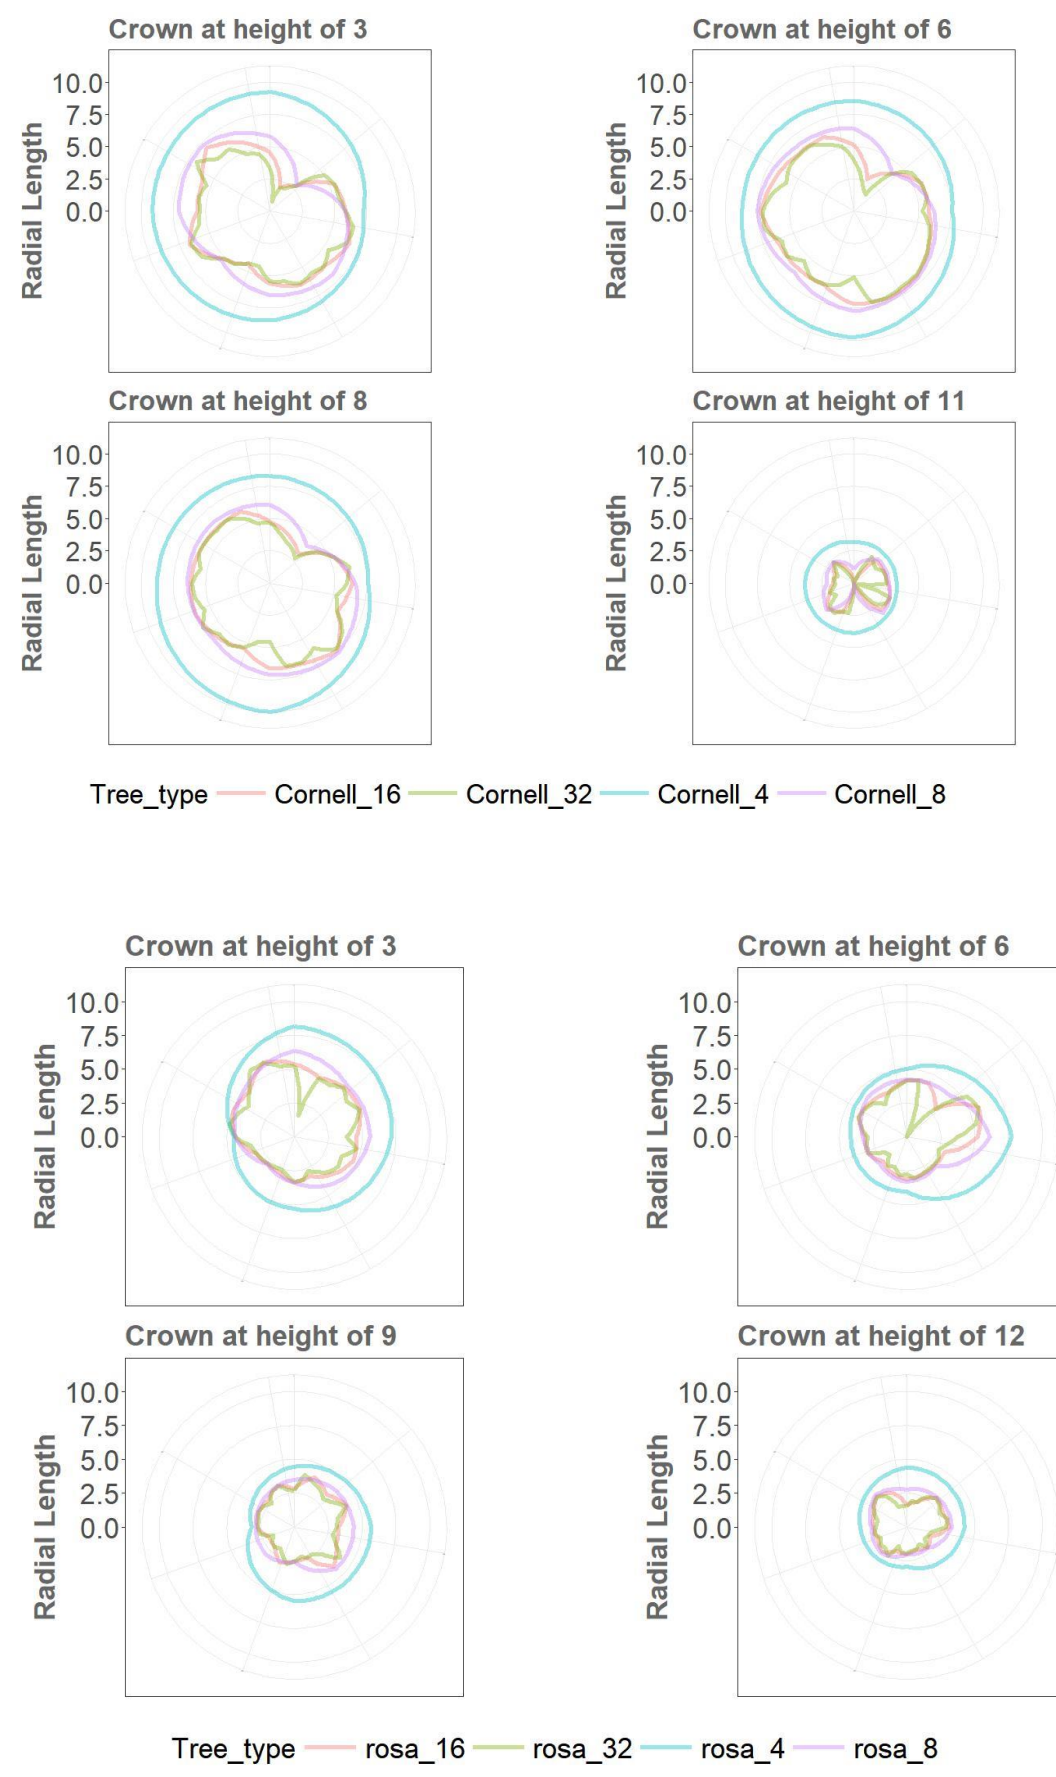 Crown at height of 3
10.0
7.5
5.0
2.5
0.0
Radial Length
Crown at height of 6
10.0
7.5
5.0
2.5
0.0
Radial Length
Crown at height of 8
10.0
7.5
5.0
2.5
0.0
Radial Length
Crown at height of 11
10.0
7.5
5.0
2.5
0.0
Radial Length
Tree_type Cornell_16 Cornell_32 Cornell_4 Cornell_8
Crown at height of 3
10.0
7.5
5.0
2.5
0.0
Radial Length
Crown at height of 6
10.0
7.5
5.0
2.5
0.0
Radial Length
Crown at height of 9
10.0
7.5
5.0
2.5
0.0
Radial Length
Crown at height of 12
10.0
7.5
5.0
2.5
0.0
Radial Length
Tree_type rosa_16 rosa_32 rosa_4 rosa_8